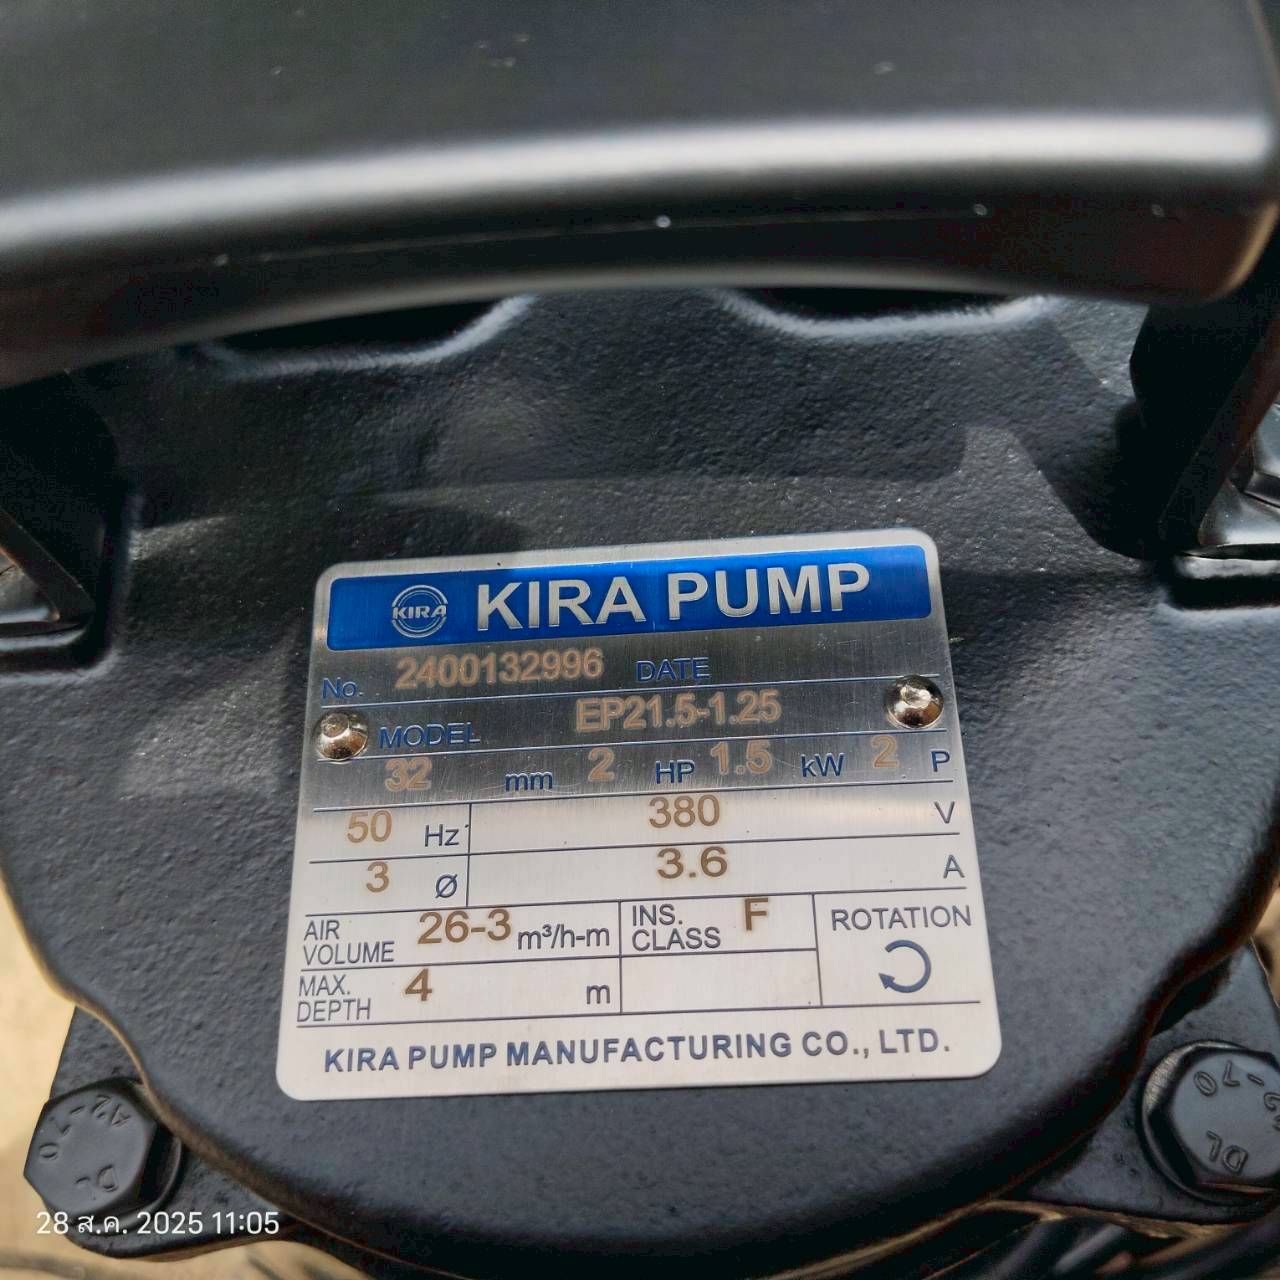 KIRA KIRA PUMP
No. 2400132996 DATE
MODEL EP21.5-1.25
32 mm 2 HP 1.5 kW 2 P
50 Hz 380 V
3 Ø 3.6 A
AIR VOLUME 26-3 m³/h-m INS. CLASS F ROTATION
MAX. DEPTH 4 m
KIRA PUMP MANUFACTURING CO., LTD.
A2-70
DL
-70
DL
28 ส.ค. 2025 11:05